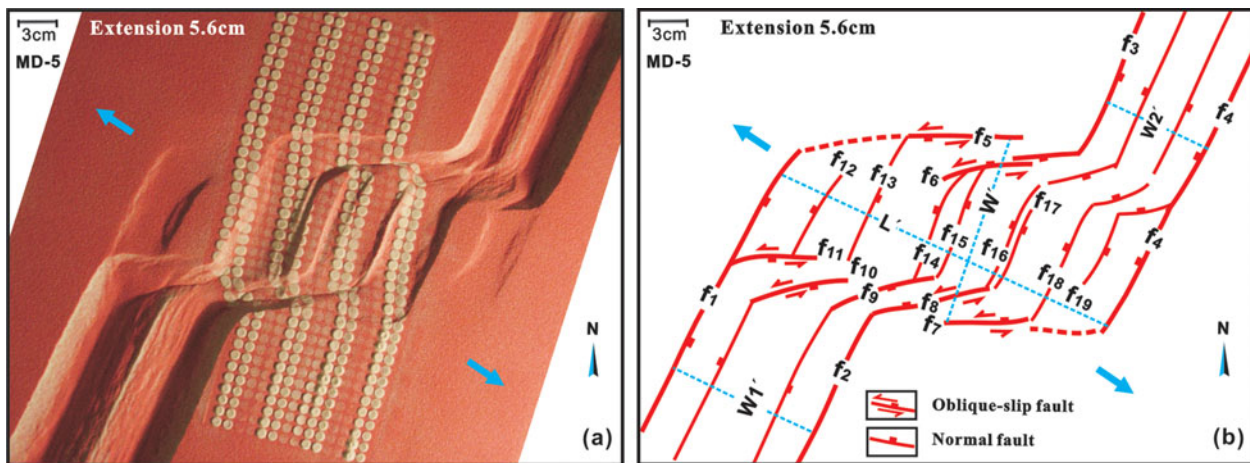 3cm
MD-5
Extension 5.6cm
N
(a)
3cm
MD-5
Extension 5.6cm
f3
W2´
f4
f5
f12
f13
f6
W´
f17
L´
f15
f4
f11
f10
f14
f16
f18
f19
f1
f9
f8
f7
f2
W1´
N
Oblique-slip fault
Normal fault
(b)